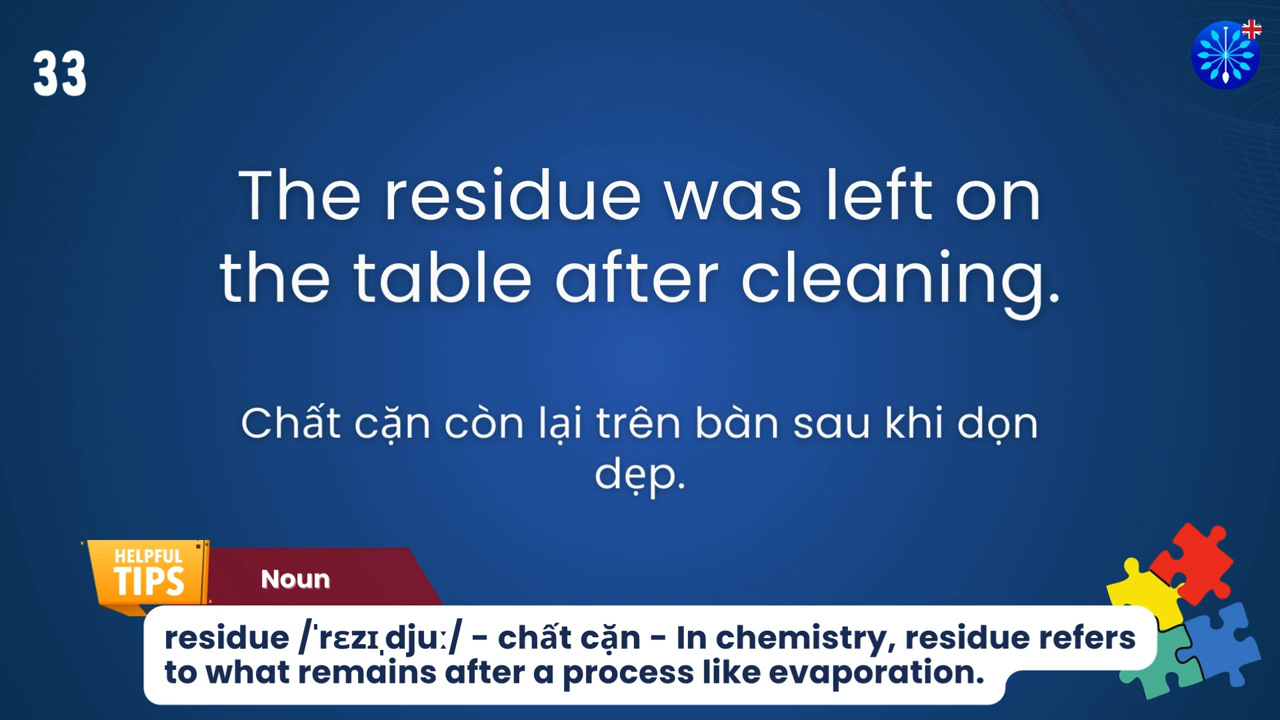 33
The residue was left on
the table after cleaning.
Chất cặn còn lại trên bàn sau khi dọn
dẹp.
HELPFUL
TIPS
Noun
residue /ˈrɛzɪˌdjuː/ - chất cặn - In chemistry, residue refers
to what remains after a process like evaporation.